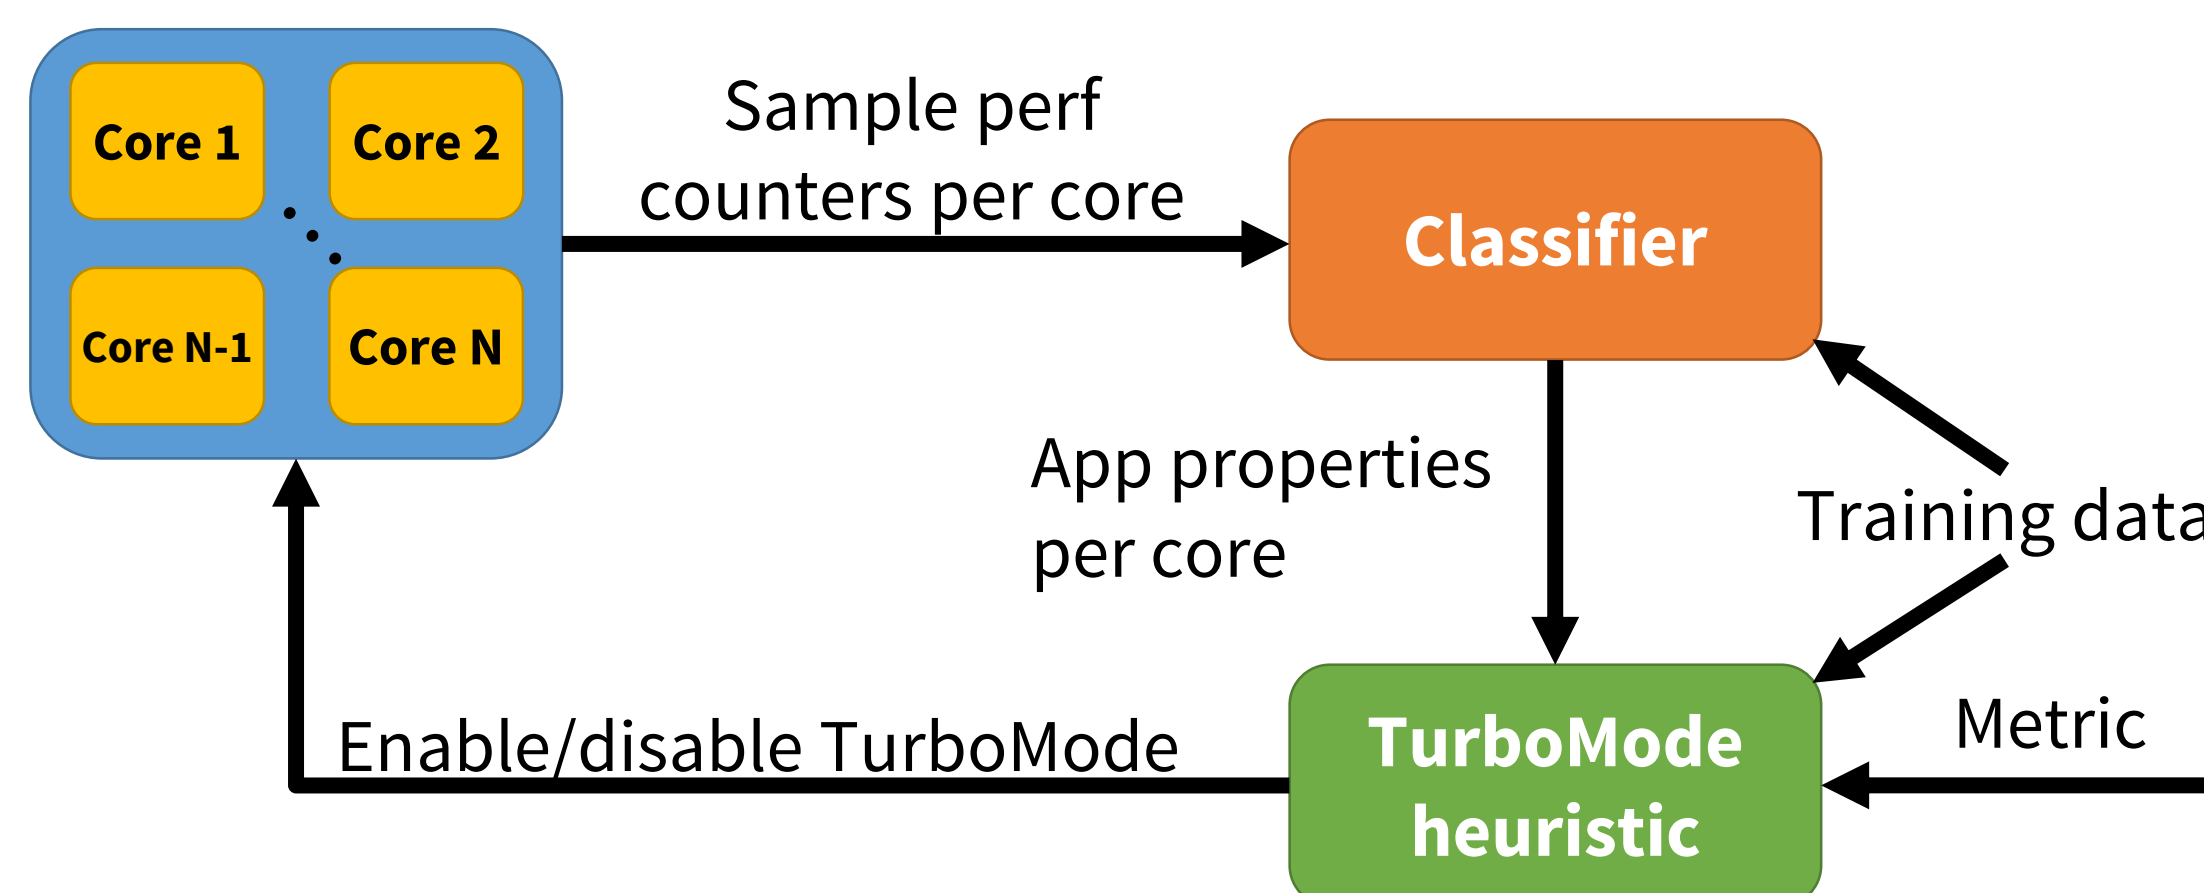 Core 1
Core 2
Core N-1
Core N
Sample perf
counters per core
Classifier
App properties
per core
Training data
Enable/disable TurboMode
TurboMode
heuristic
Metric